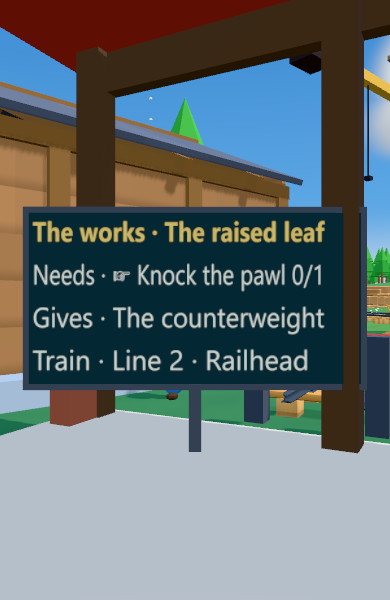 The works · The raised leaf
Needs · ☞ Knock the pawl 0/1
Gives · The counterweight
Train · Line 2 · Railhead